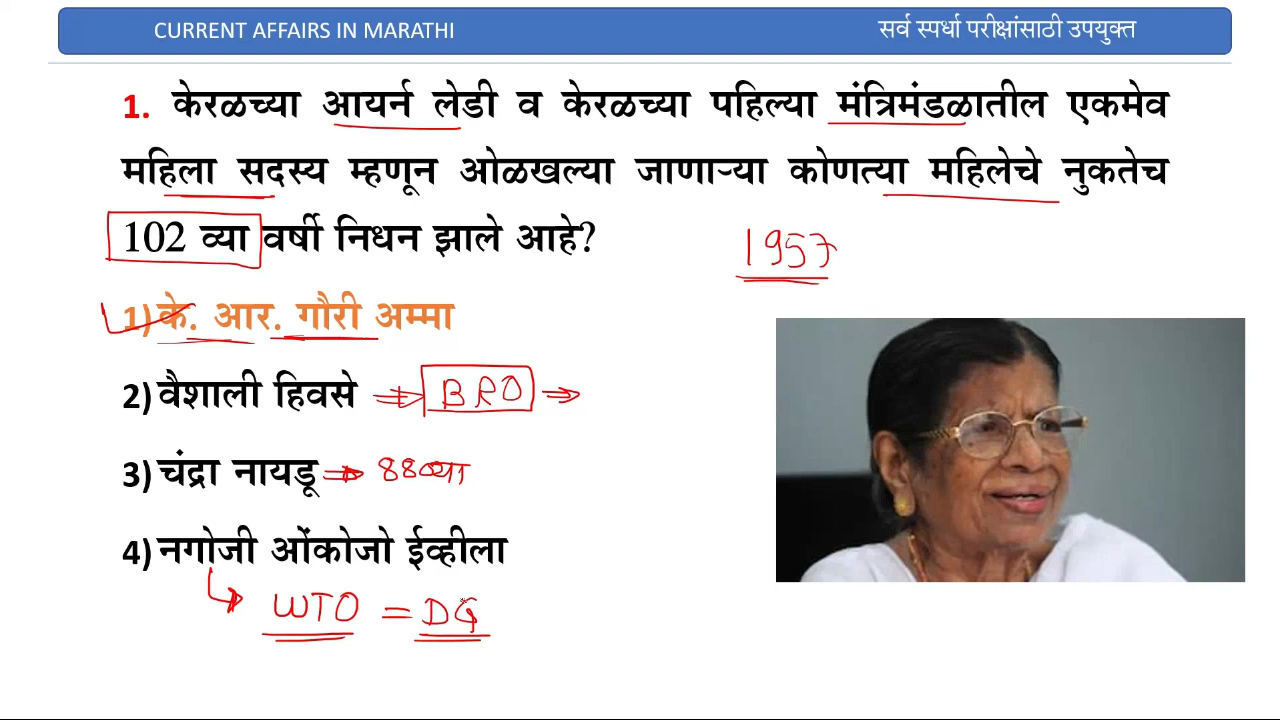 CURRENT AFFAIRS IN MARATHI सर्व स्पर्धा परीक्षांसाठी उपयुक्त
1. केरळच्या आयर्न लेडी व केरळच्या पहिल्या मंत्रिमंडळातील एकमेव
महिला सदस्य म्हणून ओळखल्या जाणाऱ्या कोणत्या महिलेचे नुकतेच
102 व्या वर्षी निधन झाले आहे?
1957
1) के. आर. गौरी अम्मा
2) वैशाली हिवसे BRO
3) चंद्रा नायडू 88व्या
4) नगोजी ओंकोजो ईव्हीला
WTO = DG